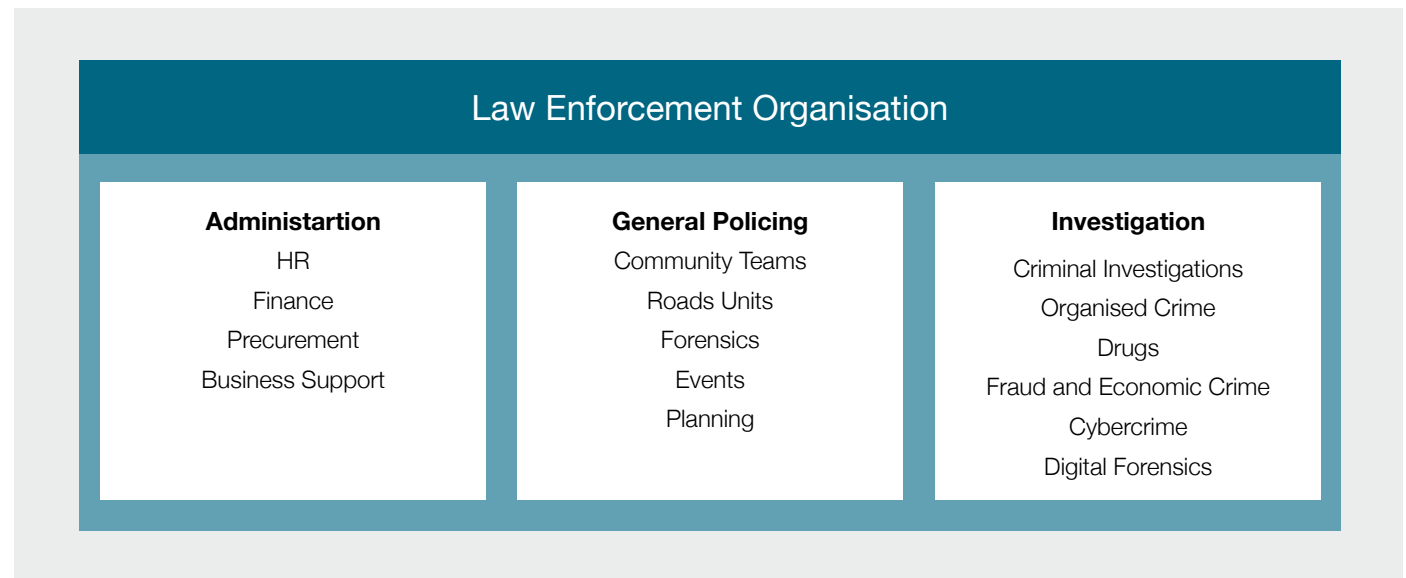 Law Enforcement Organisation
Administartion
HR
Finance
Precurement
Business Support
General Policing
Community Teams
Roads Units
Forensics
Events
Planning
Investigation
Criminal Investigations
Organised Crime
Drugs
Fraud and Economic Crime
Cybercrime
Digital Forensics